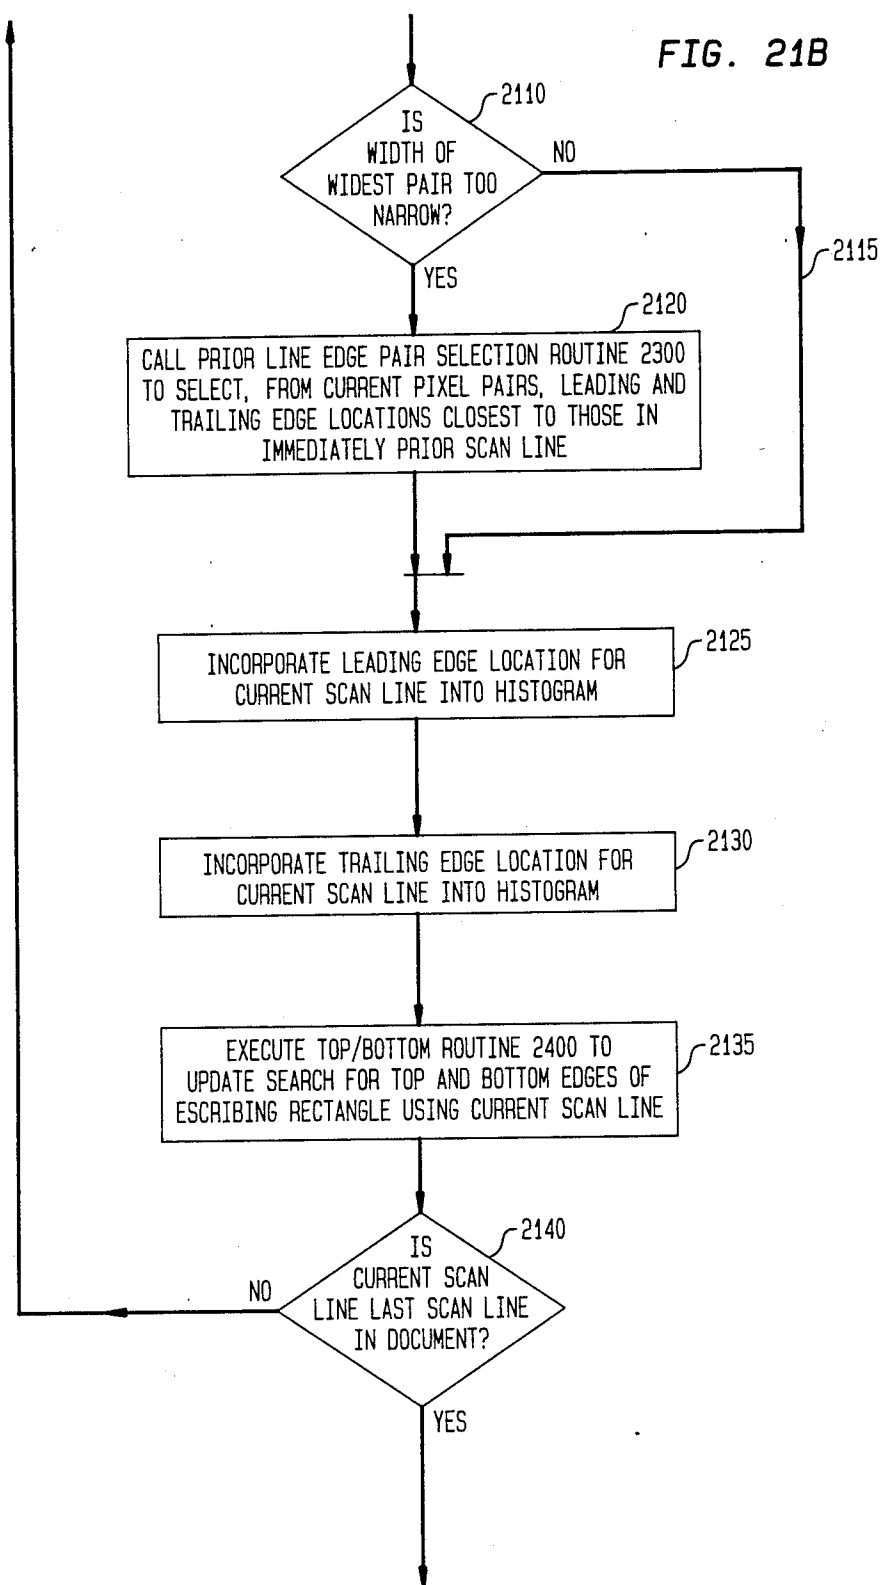 FIG. 21B
2110
IS
WIDTH OF
WIDEST PAIR TOO
NARROW?
NO
2115
YES
2120
CALL PRIOR LINE EDGE PAIR SELECTION ROUTINE 2300
TO SELECT, FROM CURRENT PIXEL PAIRS, LEADING AND
TRAILING EDGE LOCATIONS CLOSEST TO THOSE IN
IMMEDIATELY PRIOR SCAN LINE
2125
INCORPORATE LEADING EDGE LOCATION FOR
CURRENT SCAN LINE INTO HISTOGRAM
2130
INCORPORATE TRAILING EDGE LOCATION FOR
CURRENT SCAN LINE INTO HISTOGRAM
2135
EXECUTE TOP/BOTTOM ROUTINE 2400 TO
UPDATE SEARCH FOR TOP AND BOTTOM EDGES OF
ESCRIBING RECTANGLE USING CURRENT SCAN LINE
2140
IS
CURRENT SCAN
LINE LAST SCAN LINE
IN DOCUMENT?
NO
YES